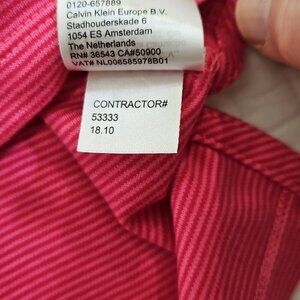 0120-657889
Calvin Klein Europe B.V.
Stadhouderskade 6
1054 ES Amsterdam
The Netherlands
RN# 36543 CA#50900
VAT# NL006585978B01
CONTRACTOR#
53333
18.10